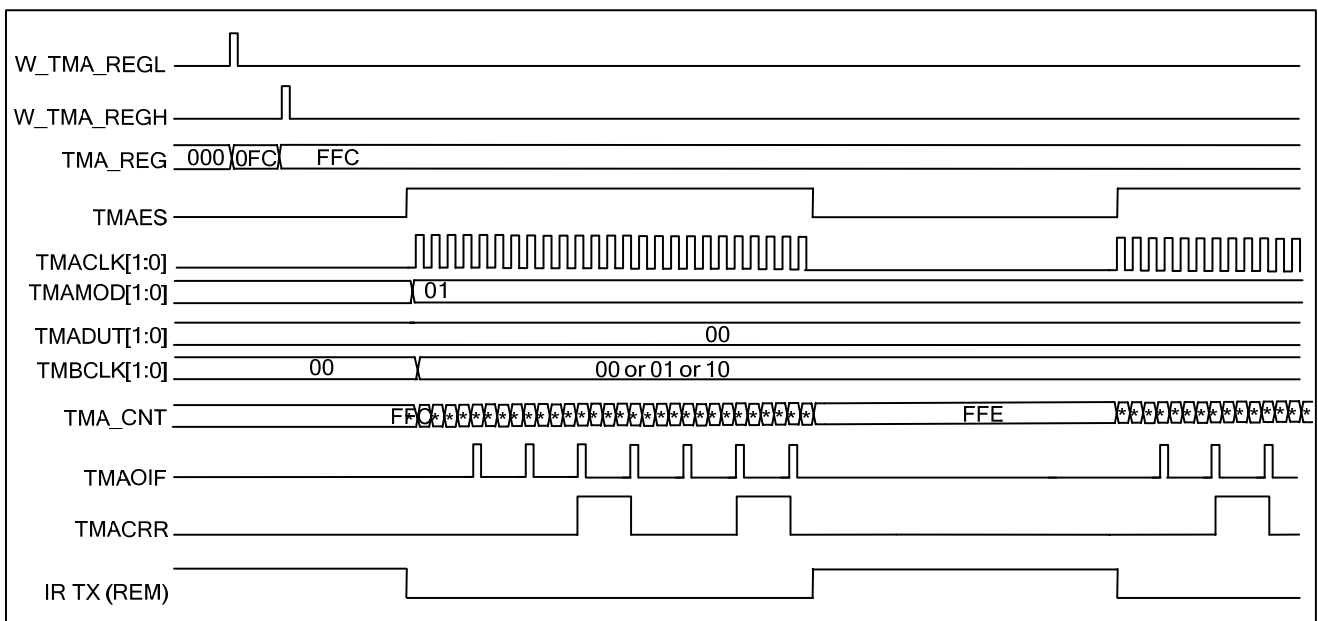 W_TMA_REGL
W_TMA_REGH
TMA_REG 000 0FC FFC
TMAES
TMACLK[1:0]
TMAMOD[1:0] 01
TMADUT[1:0] 00
TMBCLK[1:0] 00 00 or 01 or 10
TMA_CNT FFE
TMAOIF
TMACRR
IR TX (REM)